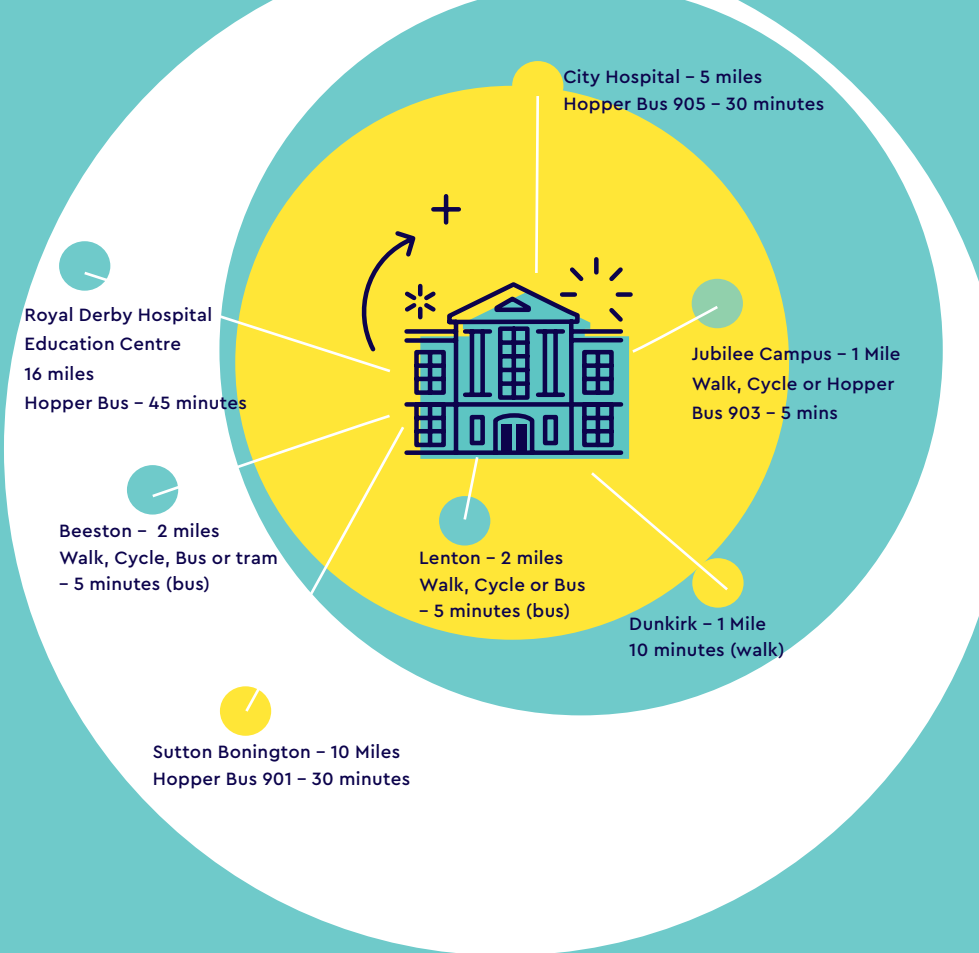 City Hospital – 5 miles
Hopper Bus 905 – 30 minutes
Royal Derby Hospital
Education Centre
16 miles
Hopper Bus – 45 minutes
Jubilee Campus – 1 Mile
Walk, Cycle or Hopper
Bus 903 – 5 mins
Beeston – 2 miles
Walk, Cycle, Bus or tram
– 5 minutes (bus)
Lenton – 2 miles
Walk, Cycle or Bus
– 5 minutes (bus)
Dunkirk – 1 Mile
10 minutes (walk)
Sutton Bonington – 10 Miles
Hopper Bus 901 – 30 minutes